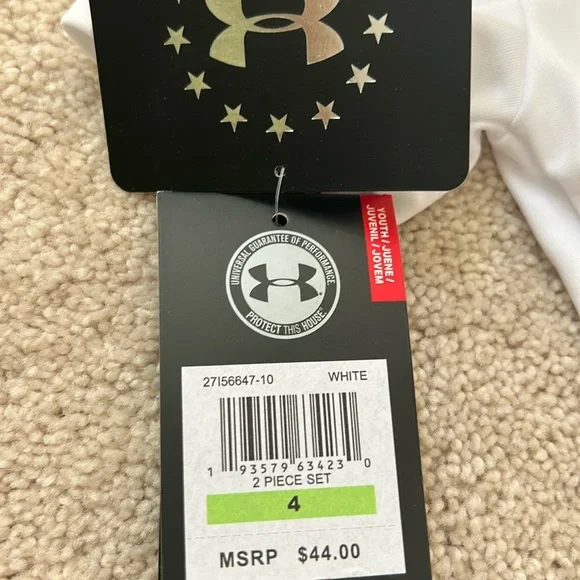 UNIVERSAL GUARANTEE OF PERFORMANCE
PROTECT THIS HOUSE.
YOUTH / JUENE /
JUVENIL / JOVEM
27I56647-10 WHITE
1 93579 63423 0
2 PIECE SET
4
MSRP $44.00